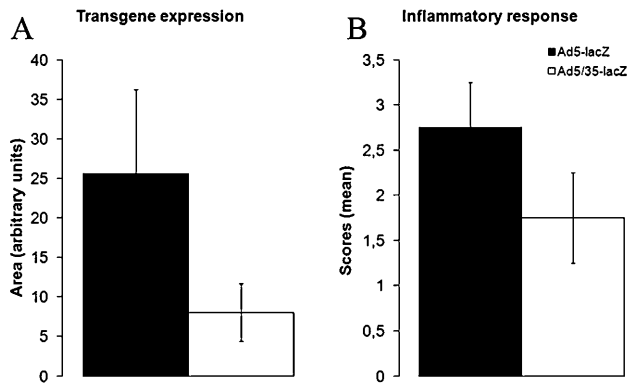 A
Transgene expression
Area (arbitrary units)
40
35
30
25
20
15
10
5
0
B
Inflammatory response
Ad5-lacZ
Ad5/35-lacZ
Scores (mean)
3,5
3
2,5
2
1,5
1
0,5
0